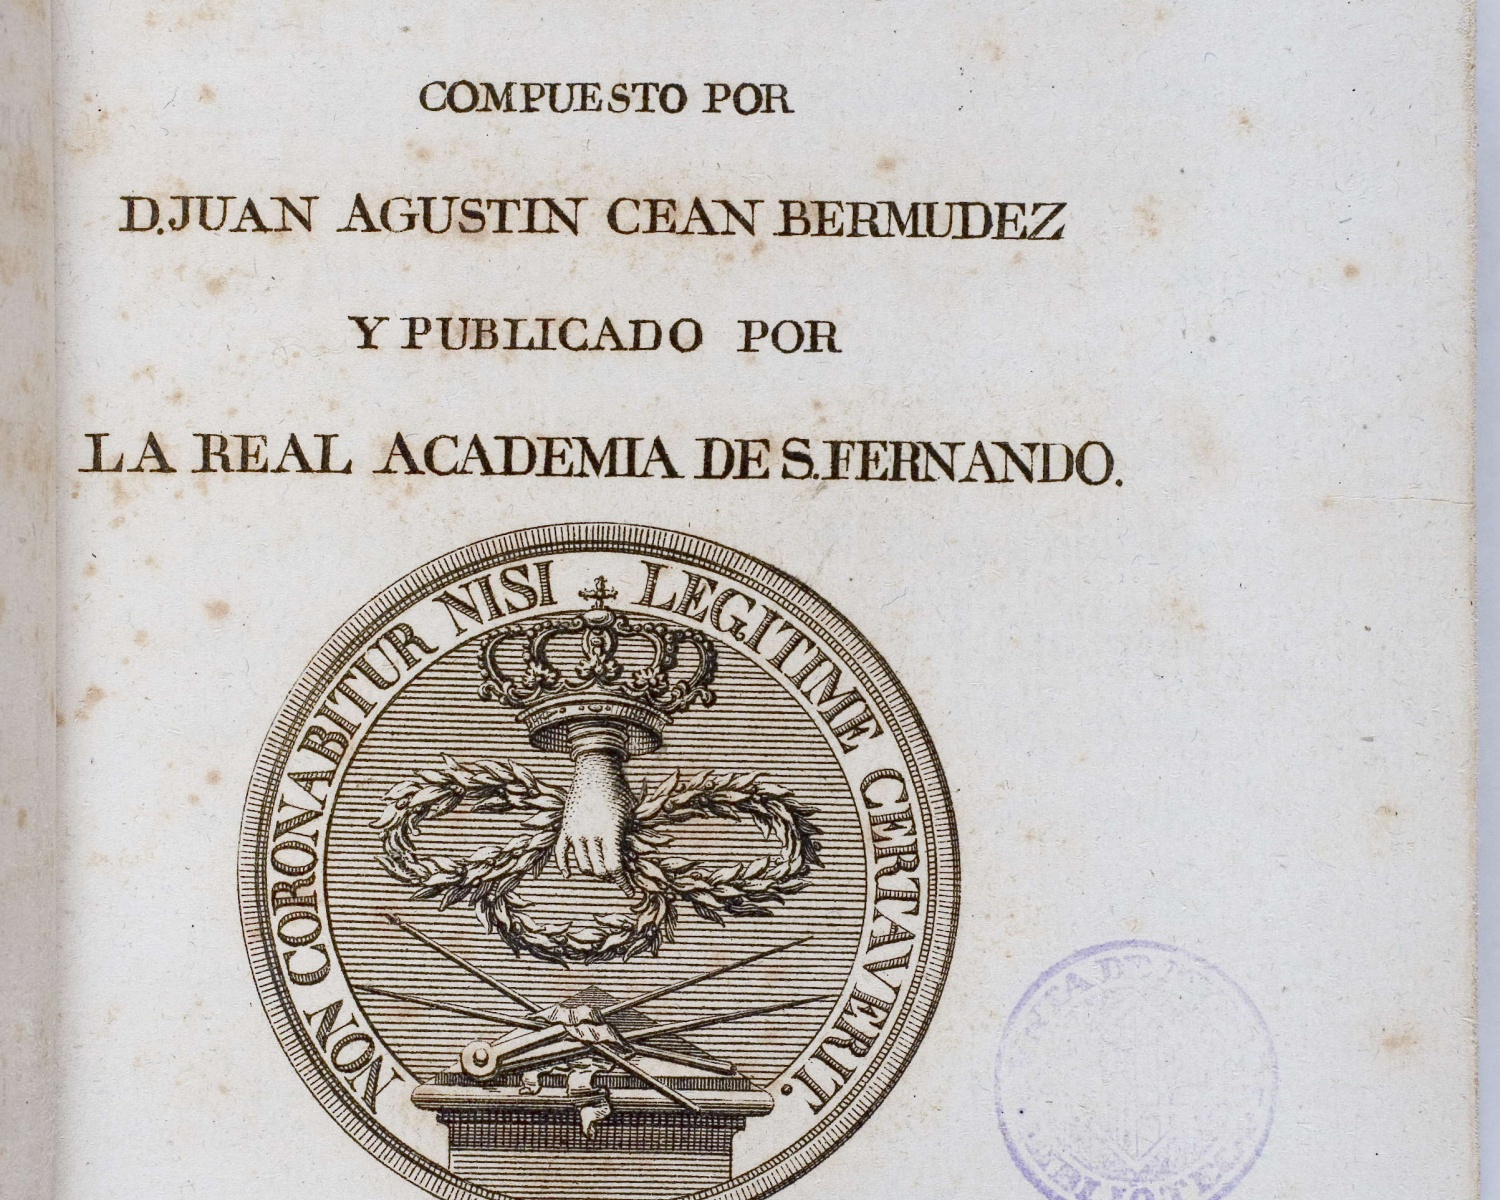 COMPUESTO POR
D. JUAN AGUSTIN CEAN BERMUDEZ
Y PUBLICADO POR
LA REAL ACADEMIA DE S. FERNANDO.
NON CORONABITUR NISI LEGITIME CERTAVERIT.